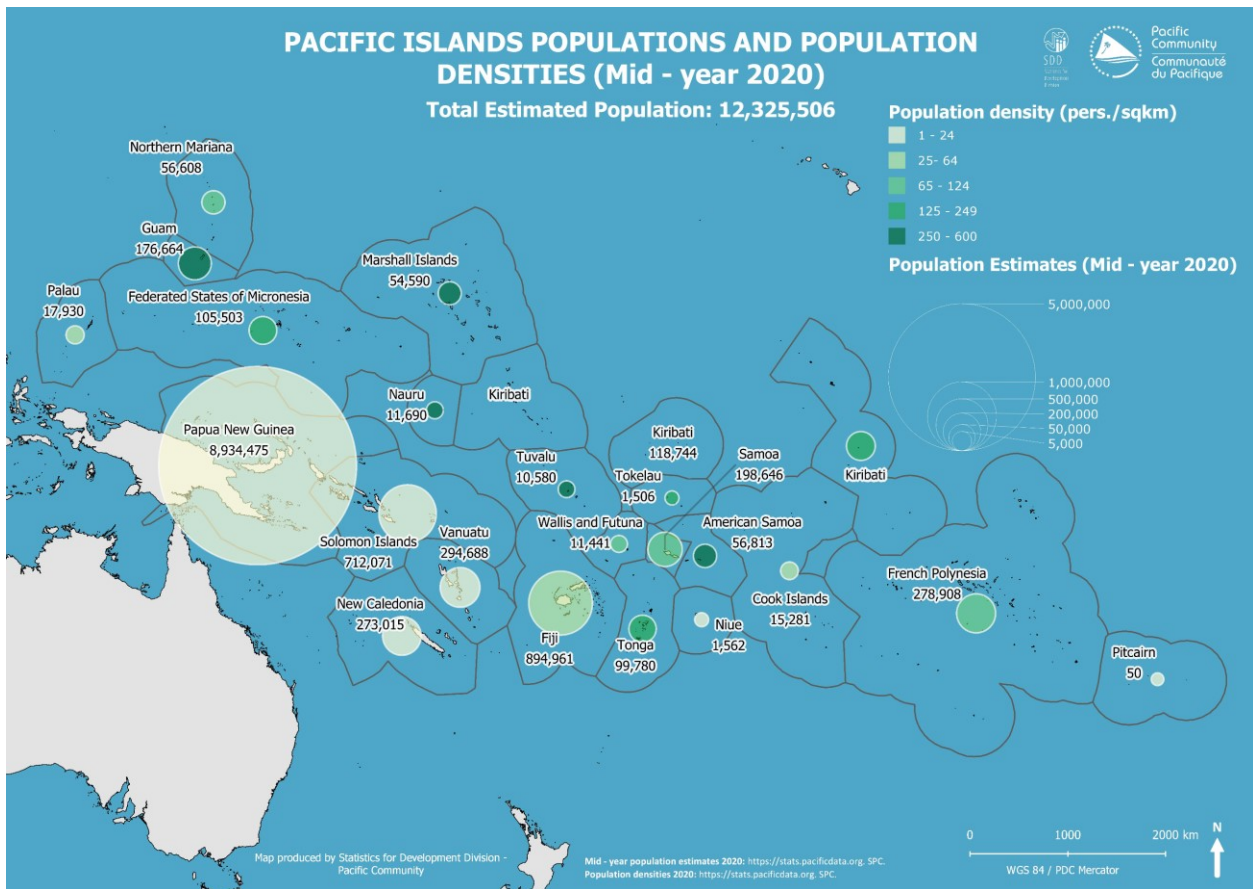 PACIFIC ISLANDS POPULATIONS AND POPULATION
DENSITIES (Mid - year 2020)
Total Estimated Population: 12,325,506
SDD
Pacific
Community
Communauté
du Pacifique
Population density (pers./sqkm)
1 - 24
25- 64
65 - 124
125 - 249
250 - 600
Population Estimates (Mid - year 2020)
5,000,000
1,000,000
500,000
200,000
50,000
5,000
Northern Mariana
56,608
Guam
176,664
Marshall Islands
54,590
Palau
17,930
Federated States of Micronesia
105,503
Nauru
11,690
Kiribati
Papua New Guinea
8,934,475
Kiribati
118,744
Samoa
198,646
Kiribati
Tuvalu
10,580
Tokelau
1,506
Solomon Islands
712,071
Vanuatu
294,688
Wallis and Futuna
11,441
American Samoa
56,813
French Polynesia
278,908
New Caledonia
273,015
Fiji
894,961
Tonga
99,780
Niue
1,562
Cook Islands
15,281
Pitcairn
50
Map produced by Statistics for Development Division -
Pacific Community
Mid - year population estimates 2020: https://stats.pacificdata.org. SPC.
Population densities 2020: https://stats.pacificdata.org. SPC.
0 1000 2000 km
WGS 84 / PDC Mercator
N